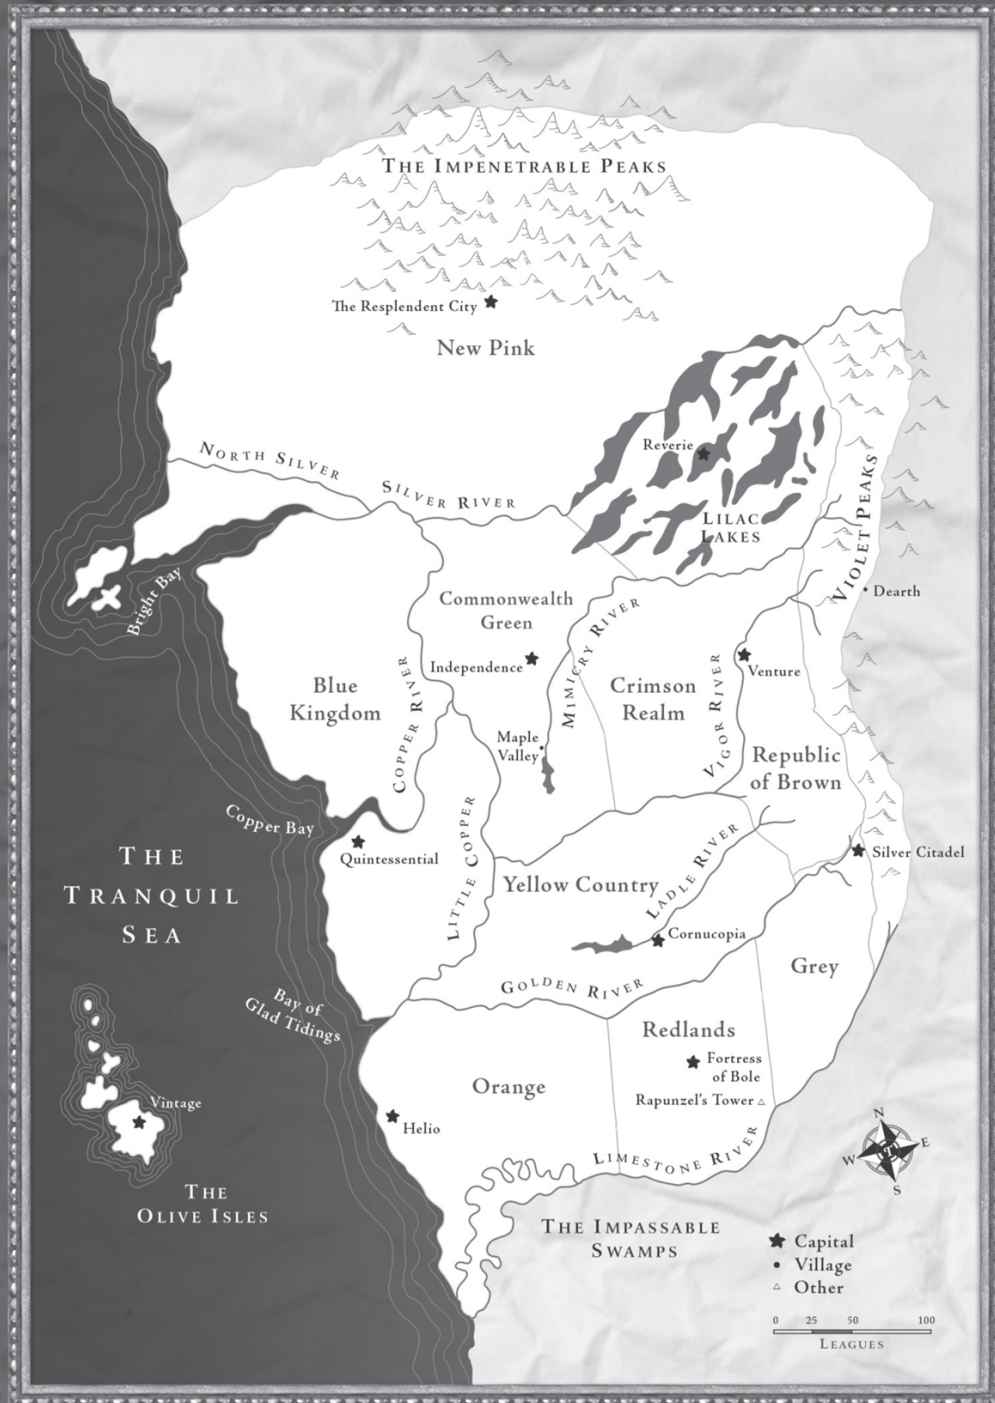 THE IMPENETRABLE PEAKS
The Resplendent City
New Pink
NORTH SILVER
SILVER RIVER
Reverie
LILAC
LAKES
VIOLET PEAKS
Dearth
Bright Bay
Commonwealth
Green
Independence
MIMICRY RIVER
Blue
Kingdom
COPPER RIVER
Crimson
Realm
VIGOR RIVER
Venture
Maple
Valley
Republic
of Brown
Copper Bay
Quintessential
LITTLE COPPER
Silver Citadel
THE
TRANQUIL
SEA
Yellow Country
LADLE RIVER
Cornucopia
Grey
GOLDEN RIVER
Bay of
Glad Tidings
Redlands
Fortress
of Bole
Rapunzel's Tower
Orange
Helio
Vintage
LIMESTONE RIVER
THE
OLIVE ISLES
THE IMPASSABLE
SWAMPS
N
W
T
E
S
Capital
Village
Other
0 25 50 100
LEAGUES